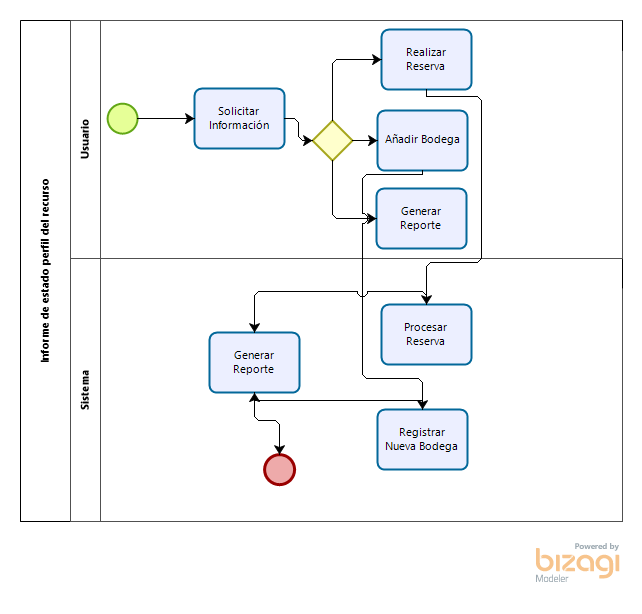 Informe de estado perfil del recurso
Usuario
Solicitar
Información
Realizar
Reserva
Añadir Bodega
Generar
Reporte
Sistema
Generar
Reporte
Procesar
Reserva
Registrar
Nueva Bodega
Powered by
bizagi
Modeler